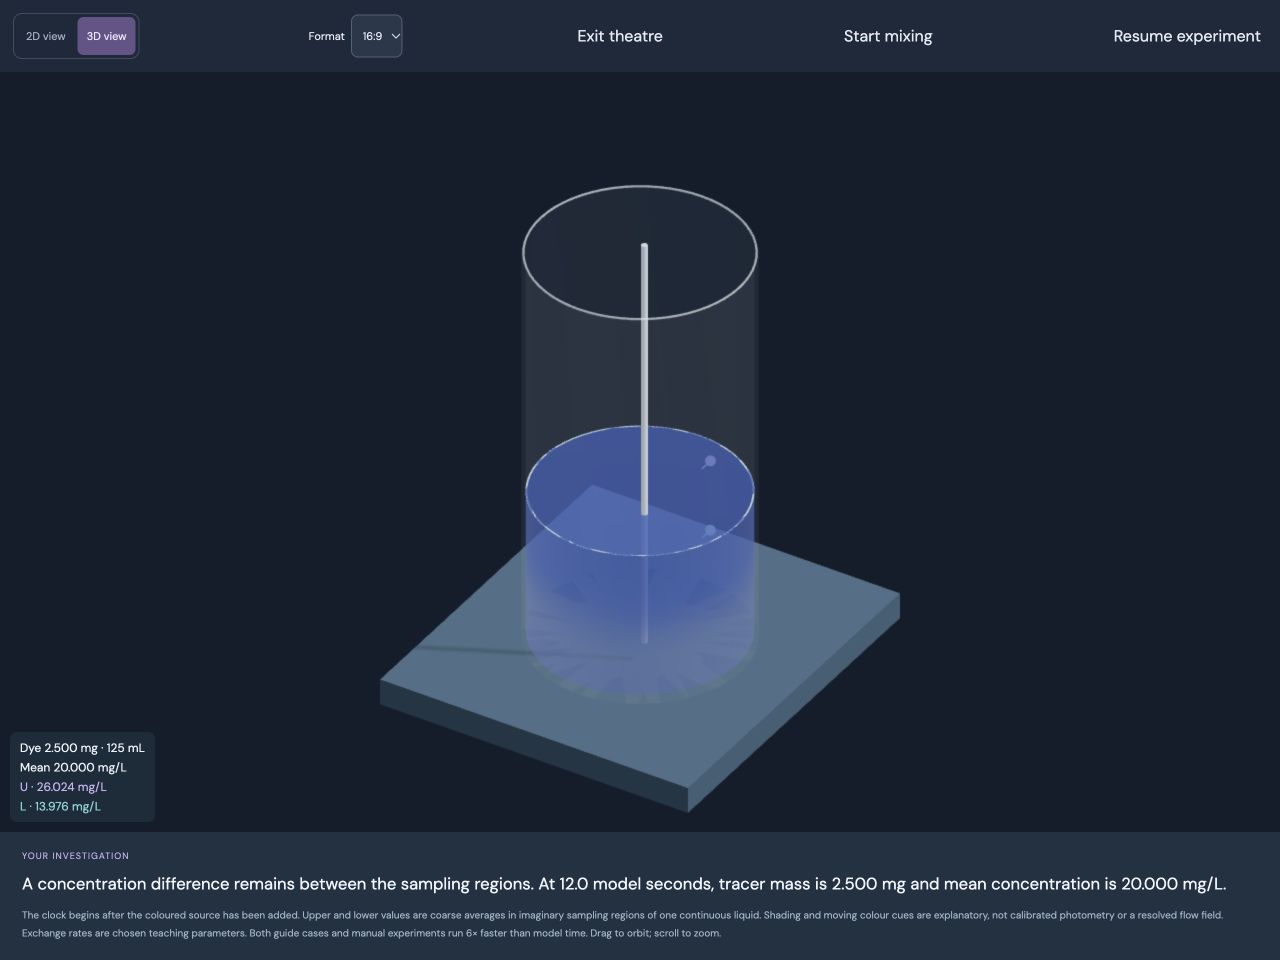 2D view
3D view
Format
16:9
Exit theatre
Start mixing
Resume experiment
Dye 2.500 mg · 125 mL
Mean 20.000 mg/L
U · 26.024 mg/L
L · 13.976 mg/L
YOUR INVESTIGATION
A concentration difference remains between the sampling regions. At 12.0 model seconds, tracer mass is 2.500 mg and mean concentration is 20.000 mg/L.
The clock begins after the coloured source has been added. Upper and lower values are coarse averages in imaginary sampling regions of one continuous liquid. Shading and moving colour cues are explanatory, not calibrated photometry or a resolved flow field.
Exchange rates are chosen teaching parameters. Both guide cases and manual experiments run 6× faster than model time. Drag to orbit; scroll to zoom.